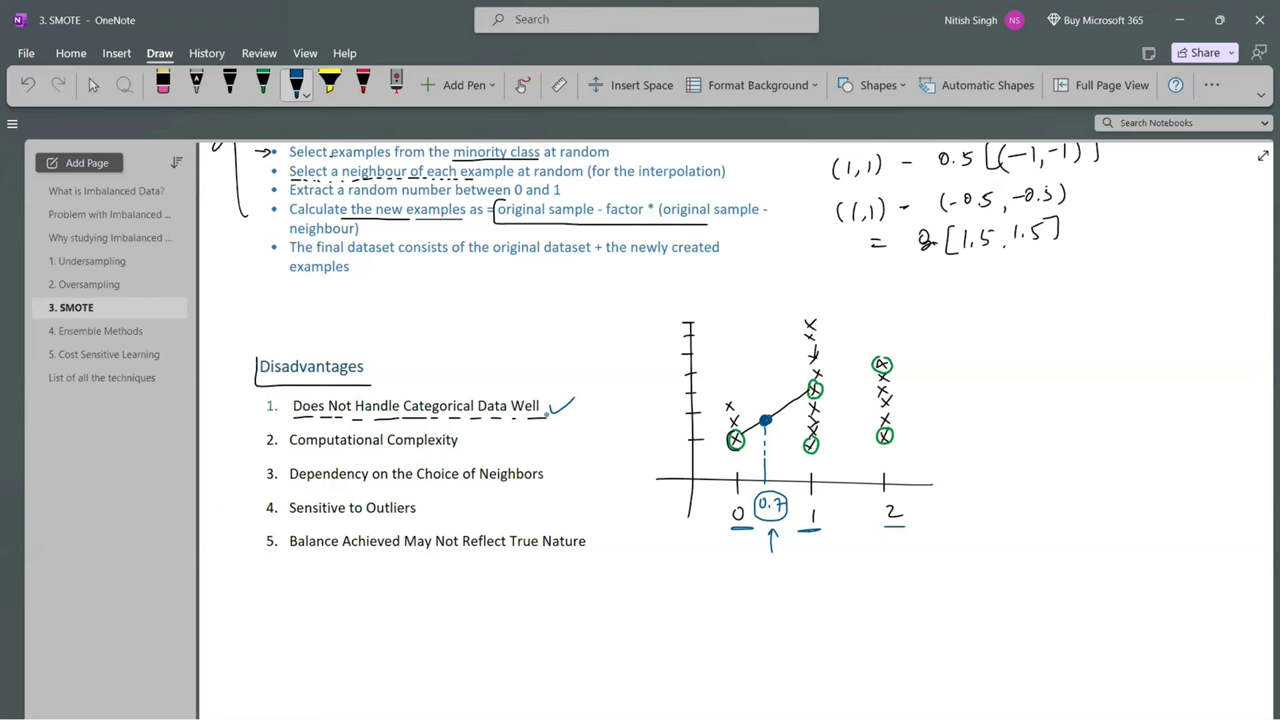 3. SMOTE - OneNote
Search
Nitish Singh NS
Buy Microsoft 365
File Home Insert Draw History Review View Help
Share
Add Pen
Insert Space
Format Background
Shapes
Automatic Shapes
Full Page View
Search Notebooks
Add Page
What is Imbalanced Data?
Problem with Imbalanced Data
Why studying Imbalanced Data
1. Undersampling
2. Oversampling
3. SMOTE
4. Ensemble Methods
5. Cost Sensitive Learning
List of all the techniques
• Select examples from the minority class at random
• Select a neighbour of each example at random (for the interpolation)
• Extract a random number between 0 and 1
• Calculate the new examples as = original sample - factor * (original sample -
neighbour)
• The final dataset consists of the original dataset + the newly created
examples
(1,1) - 0.5 [(-1,-1)]
(1,1) - (-0.5, -0.5)
= [1.5, 1.5]
Disadvantages
1. Does Not Handle Categorical Data Well
2. Computational Complexity
3. Dependency on the Choice of Neighbors
4. Sensitive to Outliers
5. Balance Achieved May Not Reflect True Nature
0 0.7 1 2